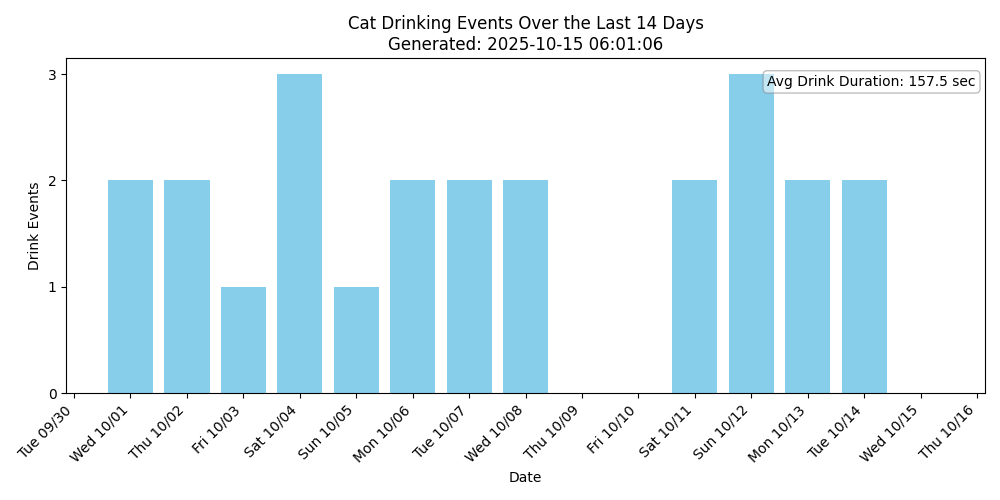 Cat Drinking Events Over the Last 14 Days
Generated: 2025-10-15 06:01:06
Avg Drink Duration: 157.5 sec
Drink Events
3
2
1
0
Tue 09/30
Wed 10/01
Thu 10/02
Fri 10/03
Sat 10/04
Sun 10/05
Mon 10/06
Tue 10/07
Wed 10/08
Thu 10/09
Fri 10/10
Sat 10/11
Sun 10/12
Mon 10/13
Tue 10/14
Wed 10/15
Thu 10/16
Date